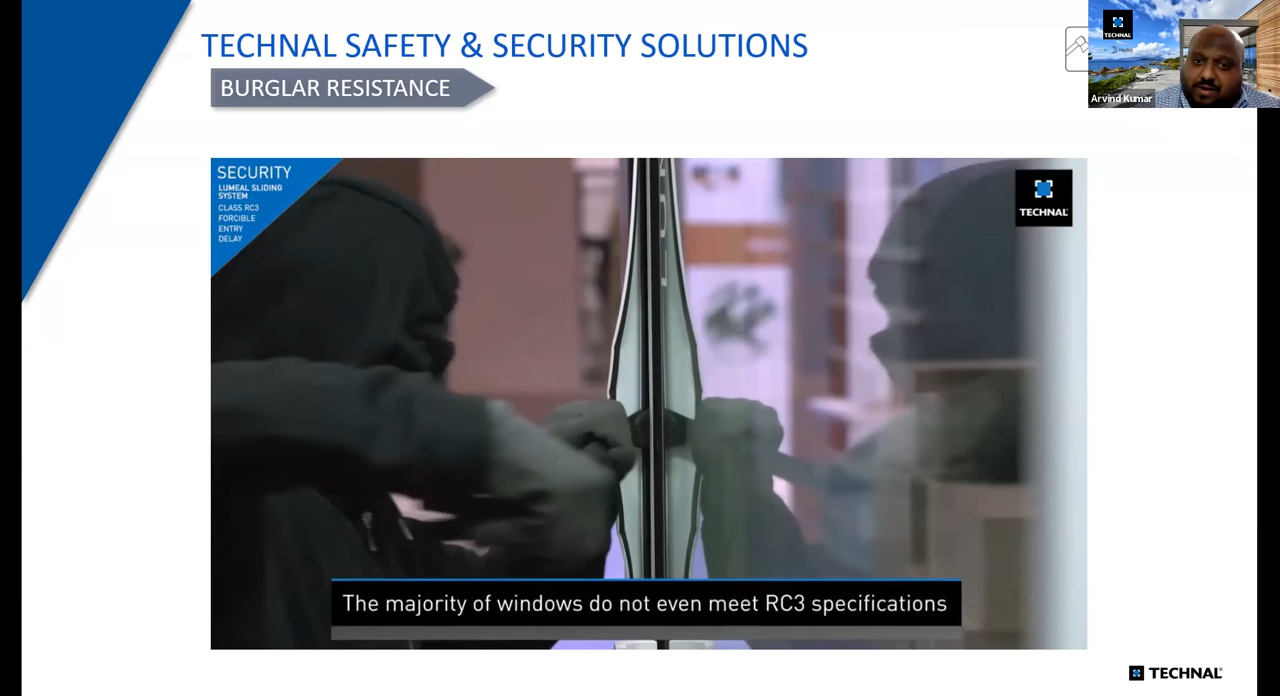 TECHNAL SAFETY & SECURITY SOLUTIONS
BURGLAR RESISTANCE
TECHNAL
Hydro
Arvind Kumar
SECURITY
LUMEAL SLIDING
SYSTEM
CLASS RC3
FORCIBLE
ENTRY
DELAY
TECHNAL®
The majority of windows do not even meet RC3 specifications
TECHNAL®